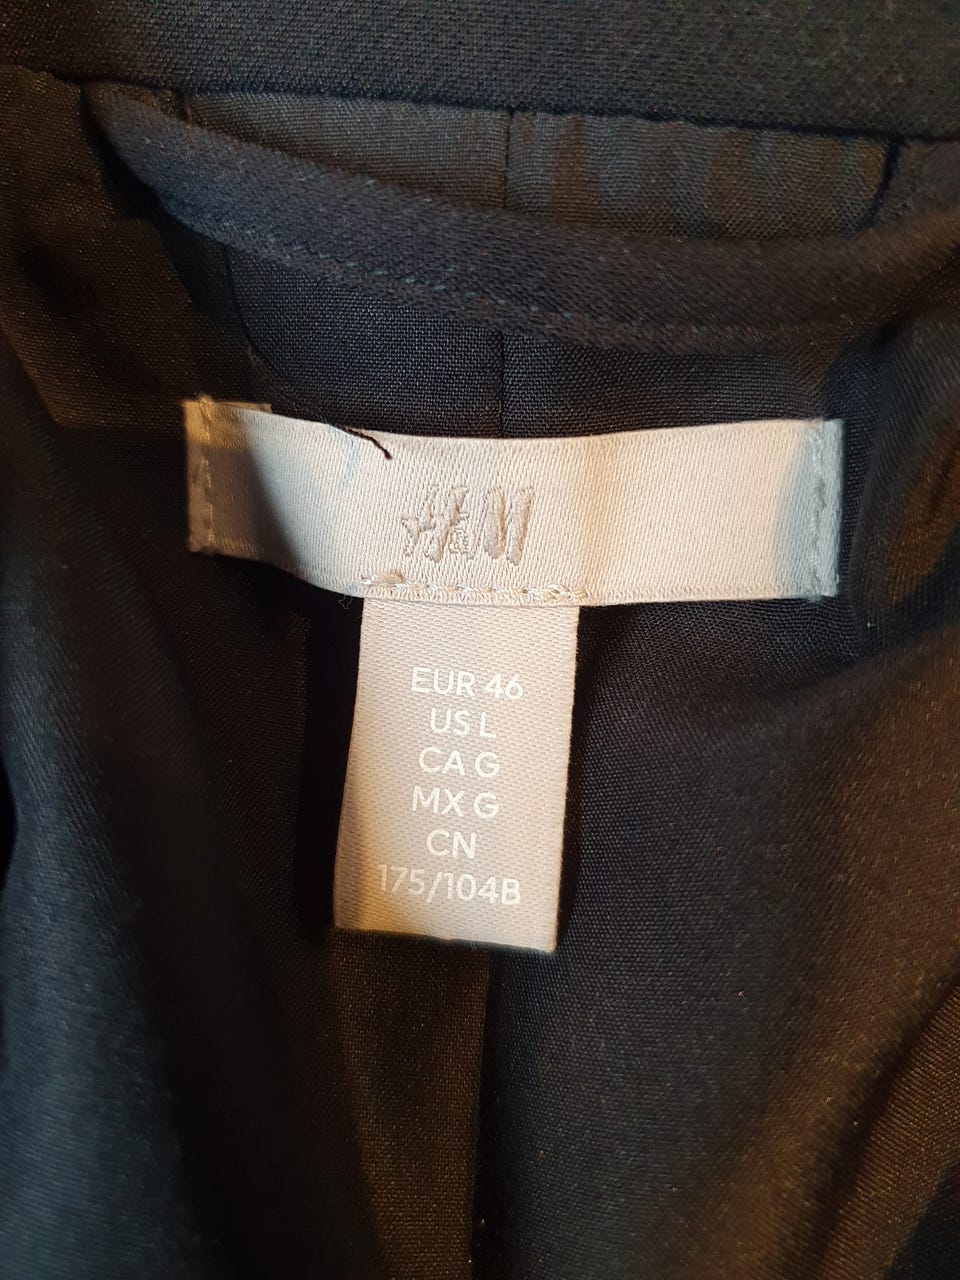 H&M
EUR 46
US L
CA G
MX G
CN
175/104B